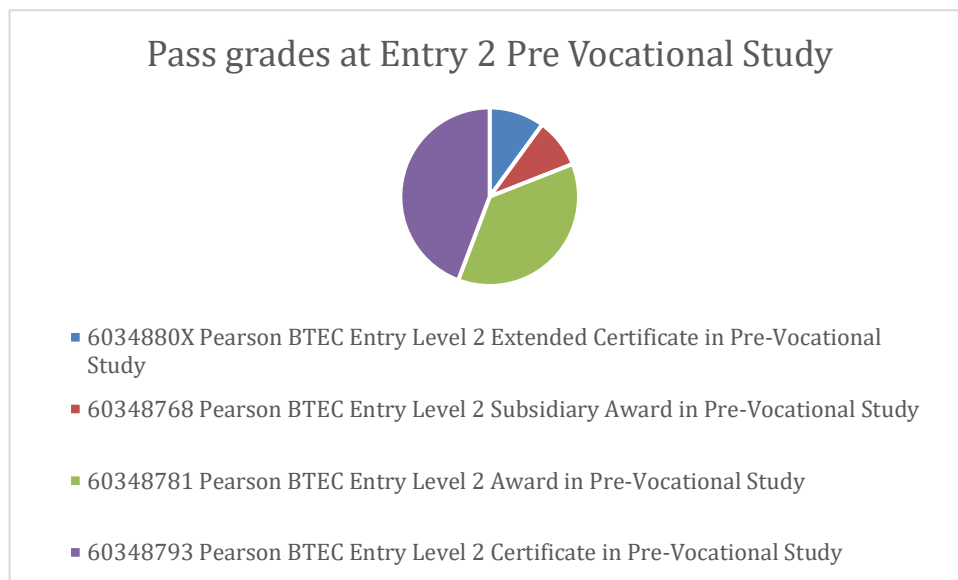 Pass grades at Entry 2 Pre Vocational Study
6034880X Pearson BTEC Entry Level 2 Extended Certificate in Pre-Vocational
Study
60348768 Pearson BTEC Entry Level 2 Subsidiary Award in Pre-Vocational Study
60348781 Pearson BTEC Entry Level 2 Award in Pre-Vocational Study
60348793 Pearson BTEC Entry Level 2 Certificate in Pre-Vocational Study